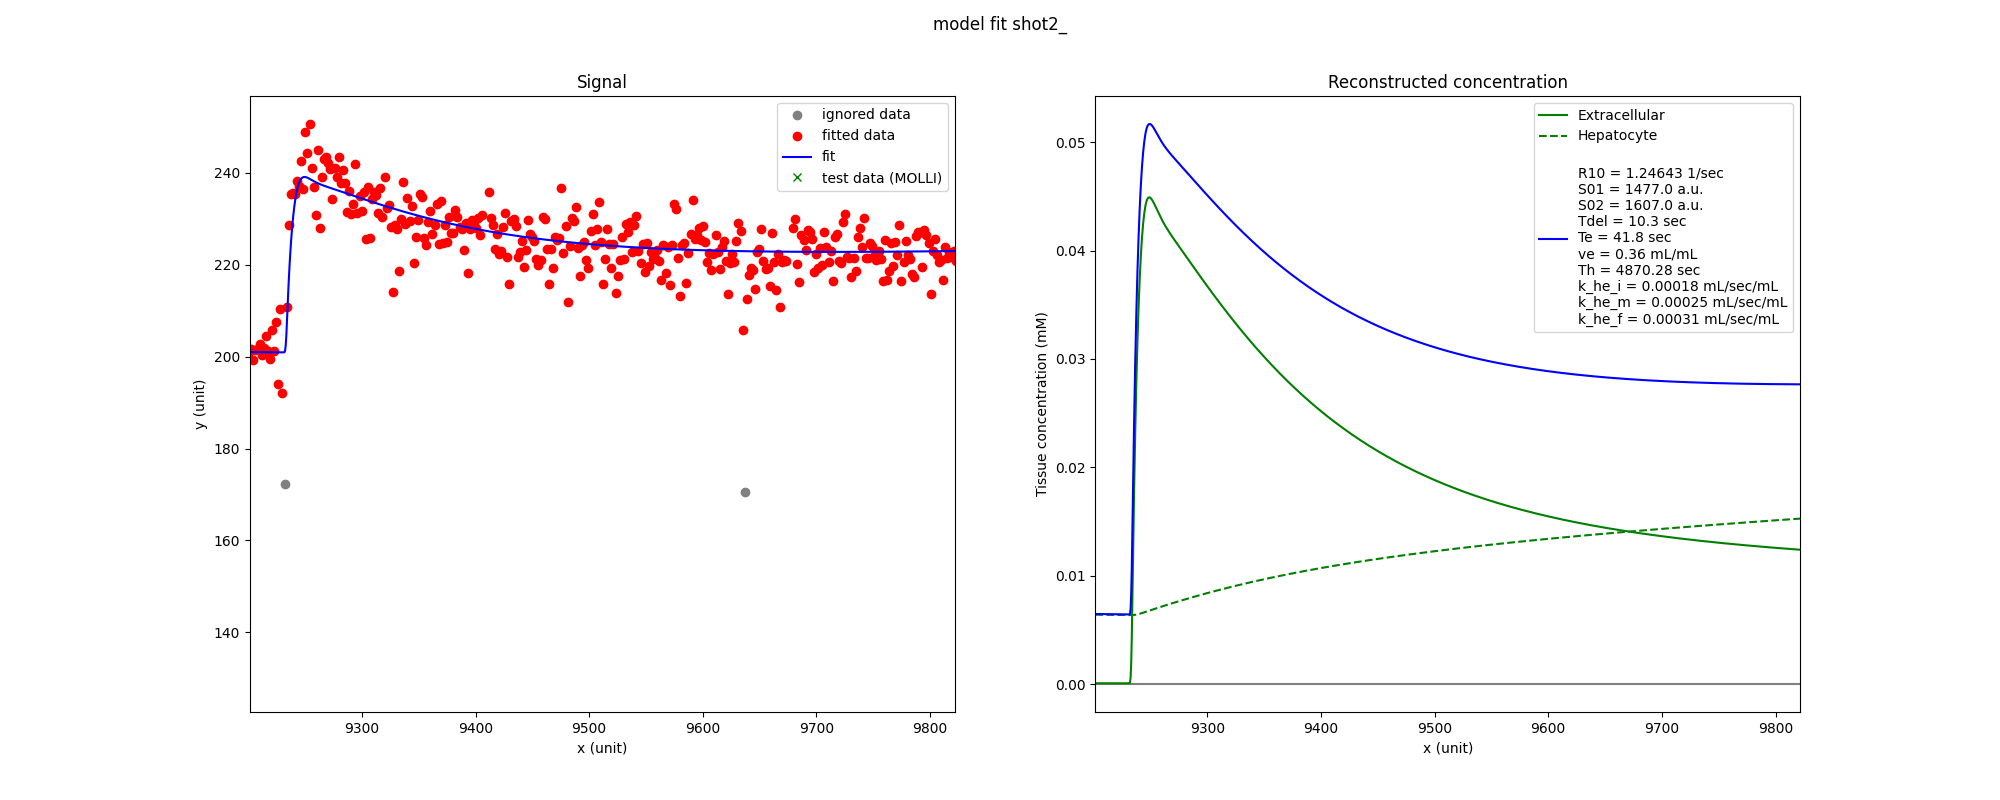 model fit shot2_
Signal
240
220
200
180
160
140
y (unit)
9300 9400 9500 9600 9700 9800
x (unit)
ignored data
fitted data
fit
test data (MOLLI)
Reconstructed concentration
0.05
0.04
0.03
0.02
0.01
0.00
Tissue concentration (mM)
9300 9400 9500 9600 9700 9800
x (unit)
Extracellular
Hepatocyte
R10 = 1.24643 1/sec
S01 = 1477.0 a.u.
S02 = 1607.0 a.u.
Tdel = 10.3 sec
Te = 41.8 sec
ve = 0.36 mL/mL
Th = 4870.28 sec
k_he_i = 0.00018 mL/sec/mL
k_he_m = 0.00025 mL/sec/mL
k_he_f = 0.00031 mL/sec/mL